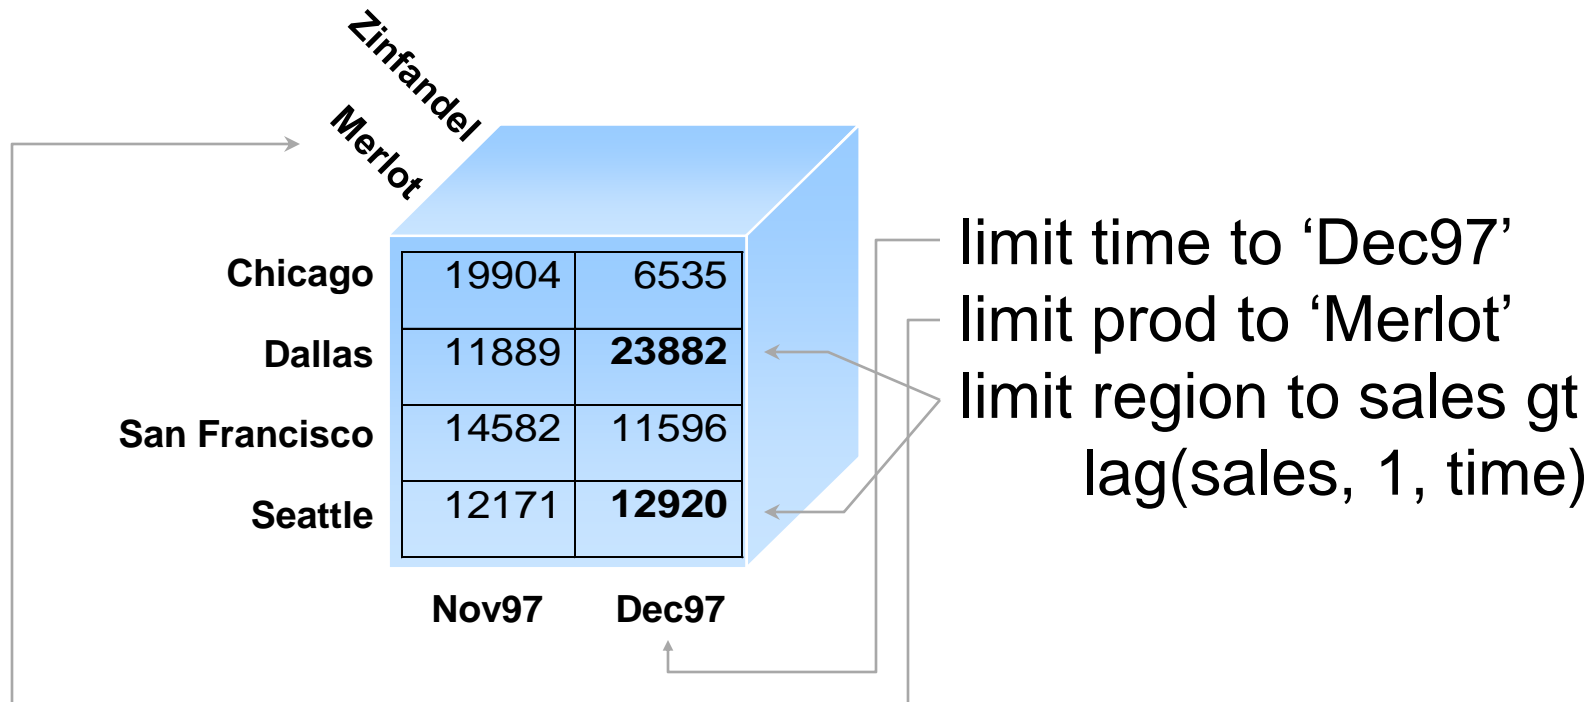 Zinfandel
Merlot
Chicago 19904 6535
Dallas 11889 23882
San Francisco 14582 11596
Seattle 12171 12920
Nov97 Dec97
limit time to ‘Dec97’
limit prod to ‘Merlot’
limit region to sales gt
lag(sales, 1, time)